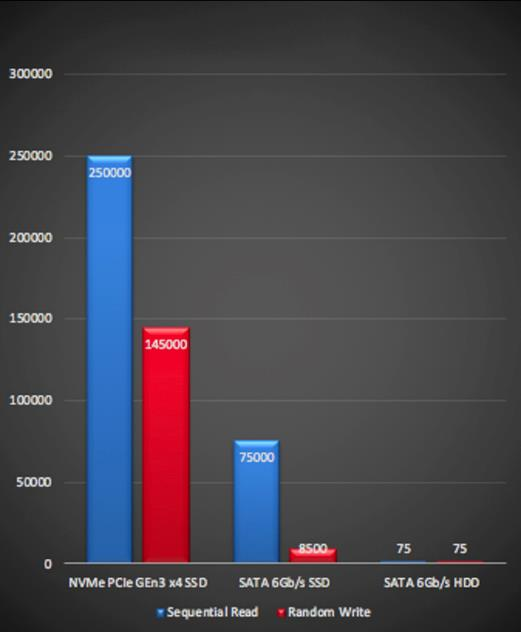 300000
250000
250000
200000
150000
145000
100000
75000
50000
8500
75
75
0
NVMe PCIe GEn3 x4 SSD
SATA 6Gb/s SSD
SATA 6Gb/s HDD
Sequential Read
Random Write